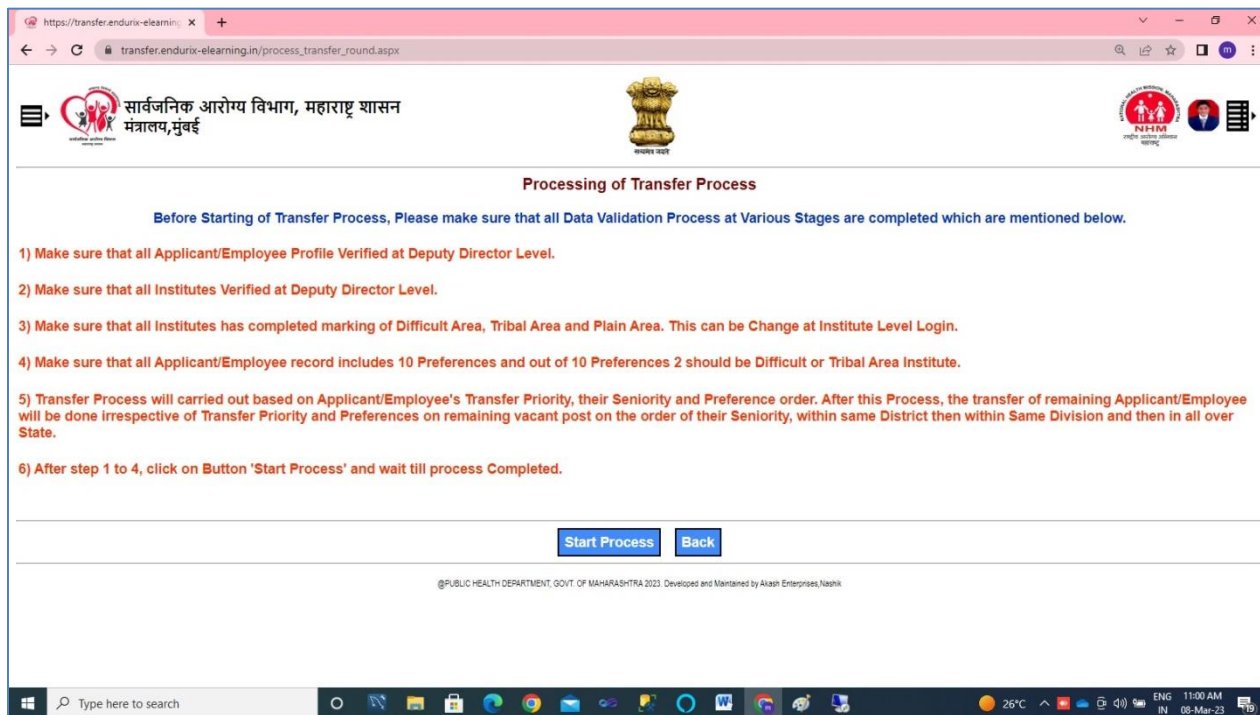 https://transfer.endurix-elearning
transfer.endurix-elearning.in/process_transfer_round.aspx
m
सार्वजनिक आरोग्य विभाग, महाराष्ट्र शासन
मंत्रालय,मुंबई
सत्यमेव जयते
NHM
Processing of Transfer Process
Before Starting of Transfer Process, Please make sure that all Data Validation Process at Various Stages are completed which are mentioned below.
1) Make sure that all Applicant/Employee Profile Verified at Deputy Director Level.
2) Make sure that all Institutes Verified at Deputy Director Level.
3) Make sure that all Institutes has completed marking of Difficult Area, Tribal Area and Plain Area. This can be Change at Institute Level Login.
4) Make sure that all Applicant/Employee record includes 10 Preferences and out of 10 Preferences 2 should be Difficult or Tribal Area Institute.
5) Transfer Process will carried out based on Applicant/Employee's Transfer Priority, their Seniority and Preference order. After this Process, the transfer of remaining Applicant/Employee
will be done irrespective of Transfer Priority and Preferences on remaining vacant post on the order of their Seniority, within same District then within Same Division and then in all over
State.
6) After step 1 to 4, click on Button 'Start Process' and wait till process Completed.
Start Process Back
@PUBLIC HEALTH DEPARTMENT, GOVT. OF MAHARASHTRA 2023. Developed and Maintained by Akash Enterprises,Nashik
Type here to search
26°C
ENG
IN
11:00 AM
08-Mar-23